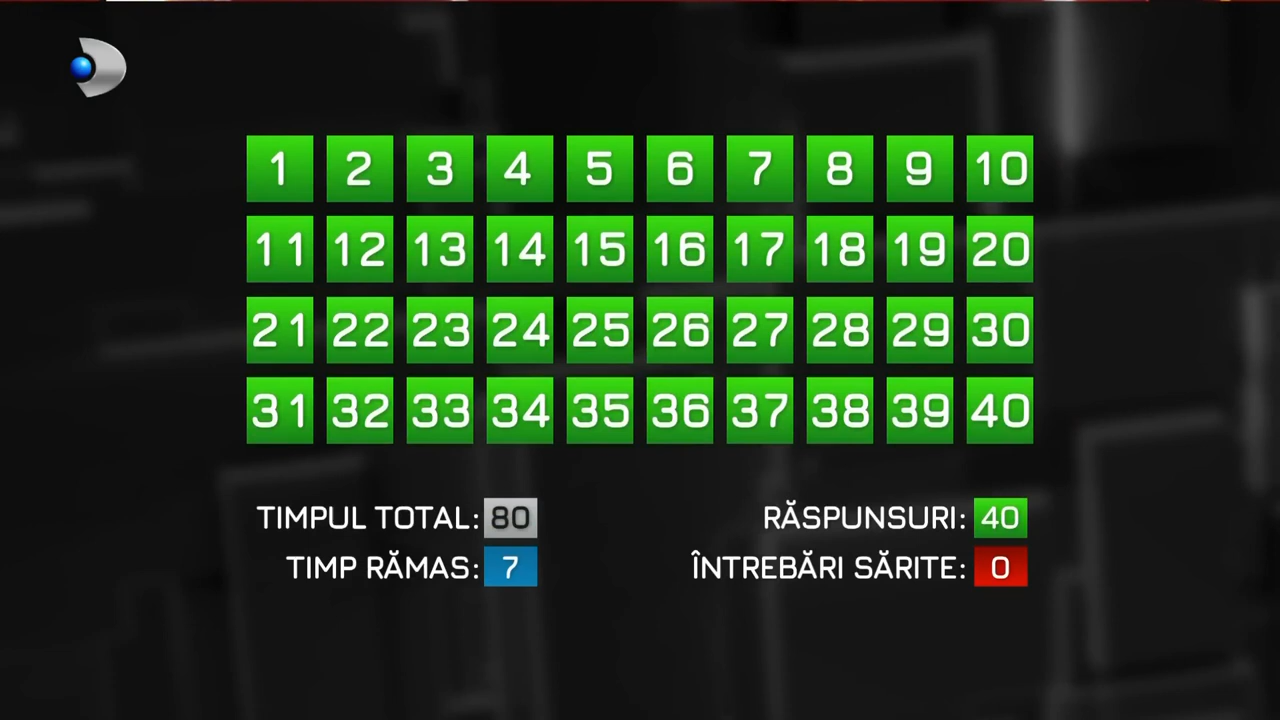 1 2 3 4 5 6 7 8 9 10
11 12 13 14 15 16 17 18 19 20
21 22 23 24 25 26 27 28 29 30
31 32 33 34 35 36 37 38 39 40
TIMPUL TOTAL: 80
RĂSPUNSURI: 40
TIMP RĂMAS: 7
ÎNTREBĂRI SĂRITE: 0